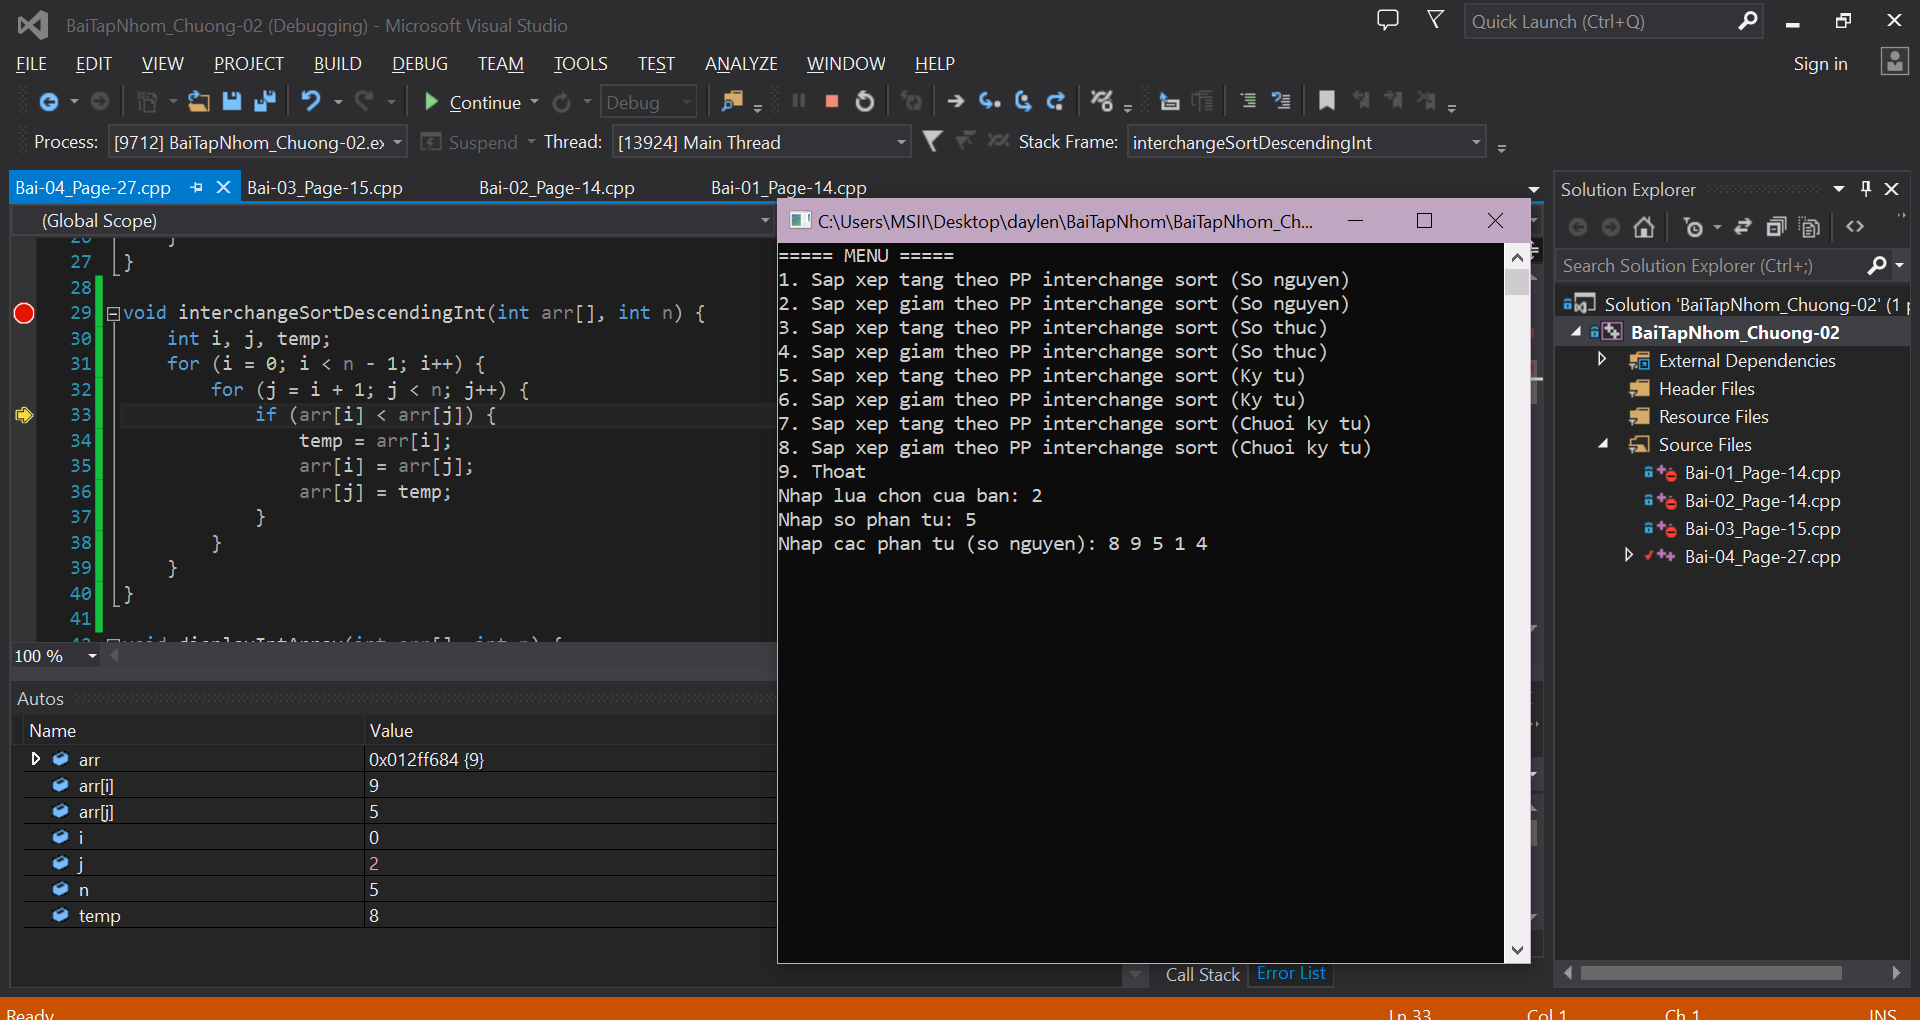 BaiTapNhom_Chuong-02 (Debugging) - Microsoft Visual Studio
Quick Launch (Ctrl+Q)
FILE EDIT VIEW PROJECT BUILD DEBUG TEAM TOOLS TEST ANALYZE WINDOW HELP
Sign in
Continue Debug
Process: [9712] BaiTapNhom_Chuong-02.ex Suspend Thread: [13924] Main Thread Stack Frame: interchangeSortDescendingInt
Bai-04_Page-27.cpp Bai-03_Page-15.cpp Bai-02_Page-14.cpp Bai-01_Page-14.cpp
(Global Scope)
26 }
27 }
28
29 void interchangeSortDescendingInt(int arr[], int n) {
30 int i, j, temp;
31 for (i = 0; i < n - 1; i++) {
32 for (j = i + 1; j < n; j++) {
33 if (arr[i] < arr[j]) {
34 temp = arr[i];
35 arr[i] = arr[j];
36 arr[j] = temp;
37 }
38 }
39 }
40 }
41
42 void displayIntArray(int arr[], int n) {
100 %
Autos
Name Value
arr 0x012ff684 {9}
arr[i] 9
arr[j] 5
i 0
j 2
n 5
temp 8
C:\Users\MSII\Desktop\daylen\BaiTapNhom\BaiTapNhom_Ch...
===== MENU =====
1. Sap xep tang theo PP interchange sort (So nguyen)
2. Sap xep giam theo PP interchange sort (So nguyen)
3. Sap xep tang theo PP interchange sort (So thuc)
4. Sap xep giam theo PP interchange sort (So thuc)
5. Sap xep tang theo PP interchange sort (Ky tu)
6. Sap xep giam theo PP interchange sort (Ky tu)
7. Sap xep tang theo PP interchange sort (Chuoi ky tu)
8. Sap xep giam theo PP interchange sort (Chuoi ky tu)
9. Thoat
Nhap lua chon cua ban: 2
Nhap so phan tu: 5
Nhap cac phan tu (so nguyen): 8 9 5 1 4
Call Stack Error List
Solution Explorer
Search Solution Explorer (Ctrl+;)
Solution 'BaiTapNhom_Chuong-02' (1 p
BaiTapNhom_Chuong-02
External Dependencies
Header Files
Resource Files
Source Files
Bai-01_Page-14.cpp
Bai-02_Page-14.cpp
Bai-03_Page-15.cpp
Bai-04_Page-27.cpp
Ready Ln 33 Col 1 Ch 1 INS